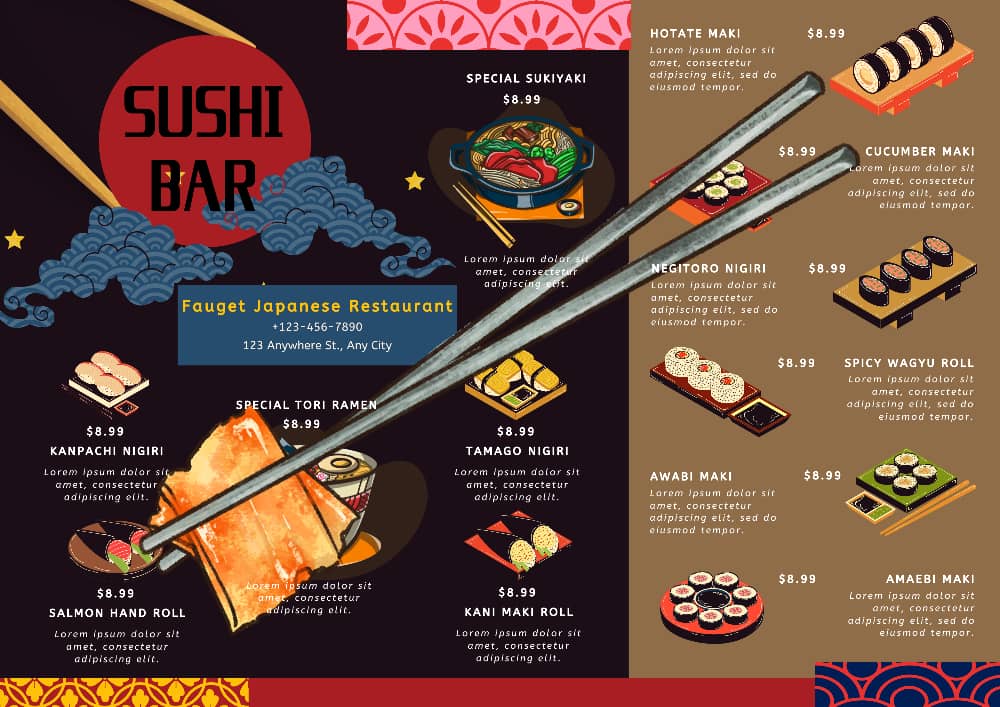 SUSHI
BAR
Fauget Japanese Restaurant
+123-456-7890
123 Anywhere St., Any City
SPECIAL SUKIYAKI
$8.99
Lorem ipsum dolor sit
amet, consectetur
adipiscing elit.
$8.99
KANPACHI NIGIRI
Lorem ipsum dolor sit
amet, consectetur
adipiscing elit.
SPECIAL TORI RAMEN
$8.99
Lorem ipsum dolor sit
amet, consectetur
adipiscing elit.
$8.99
TAMAGO NIGIRI
Lorem ipsum dolor sit
amet, consectetur
adipiscing elit.
$8.99
SALMON HAND ROLL
Lorem ipsum dolor sit
amet, consectetur
adipiscing elit.
$8.99
KANI MAKI ROLL
Lorem ipsum dolor sit
amet, consectetur
adipiscing elit.
HOTATE MAKI
$8.99
Lorem ipsum dolor sit
amet, consectetur
adipiscing elit, sed do
eiusmod tempor.
$8.99
CUCUMBER MAKI
Lorem ipsum dolor sit
amet, consectetur
adipiscing elit, sed do
eiusmod tempor.
NEGITORO NIGIRI
$8.99
Lorem ipsum dolor sit
amet, consectetur
adipiscing elit, sed do
eiusmod tempor.
$8.99
SPICY WAGYU ROLL
Lorem ipsum dolor sit
amet, consectetur
adipiscing elit, sed do
eiusmod tempor.
AWABI MAKI
$8.99
Lorem ipsum dolor sit
amet, consectetur
adipiscing elit, sed do
eiusmod tempor.
$8.99
AMAEBI MAKI
Lorem ipsum dolor sit
amet, consectetur
adipiscing elit, sed do
eiusmod tempor.